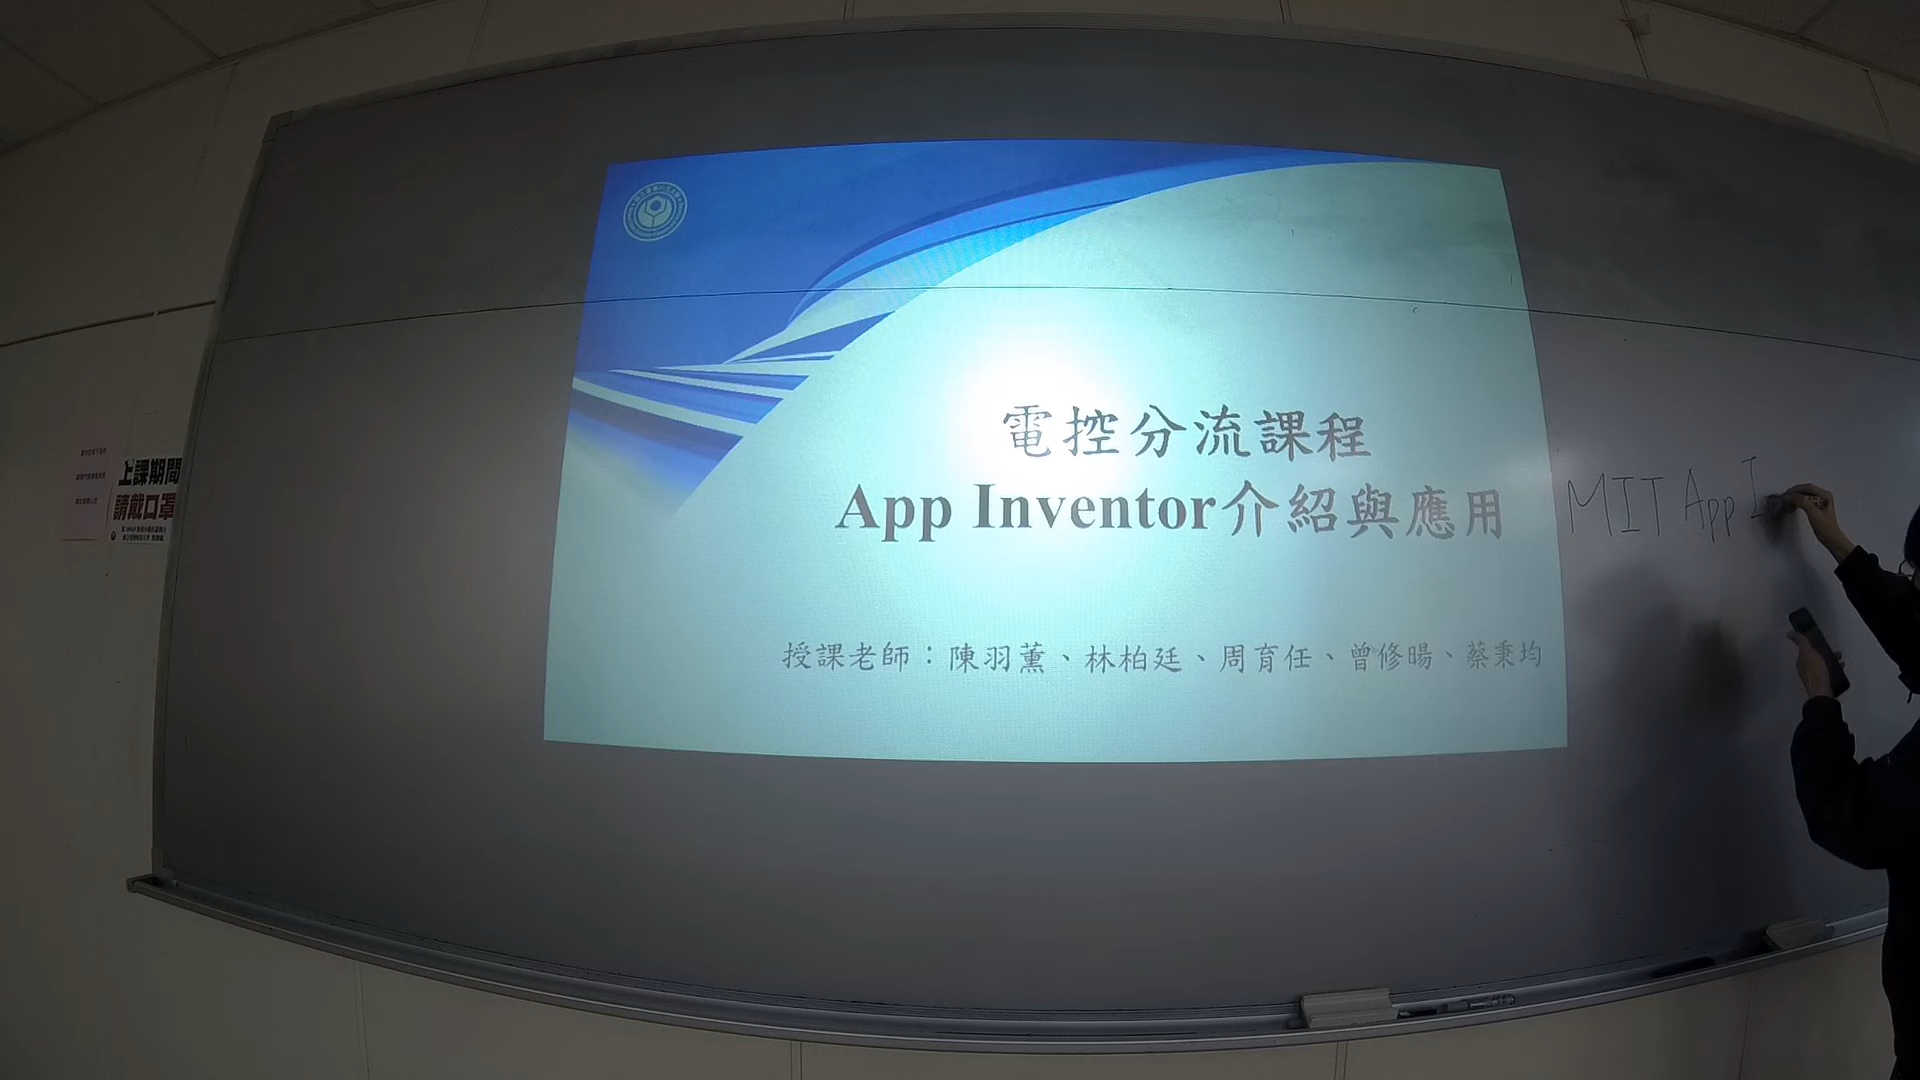 電控分流課程
App Inventor介紹與應用
授課老師：陳羽薰、林柏廷、周育任、曾修暘、蔡秉均
MIT App I
上課期間
請戴口罩